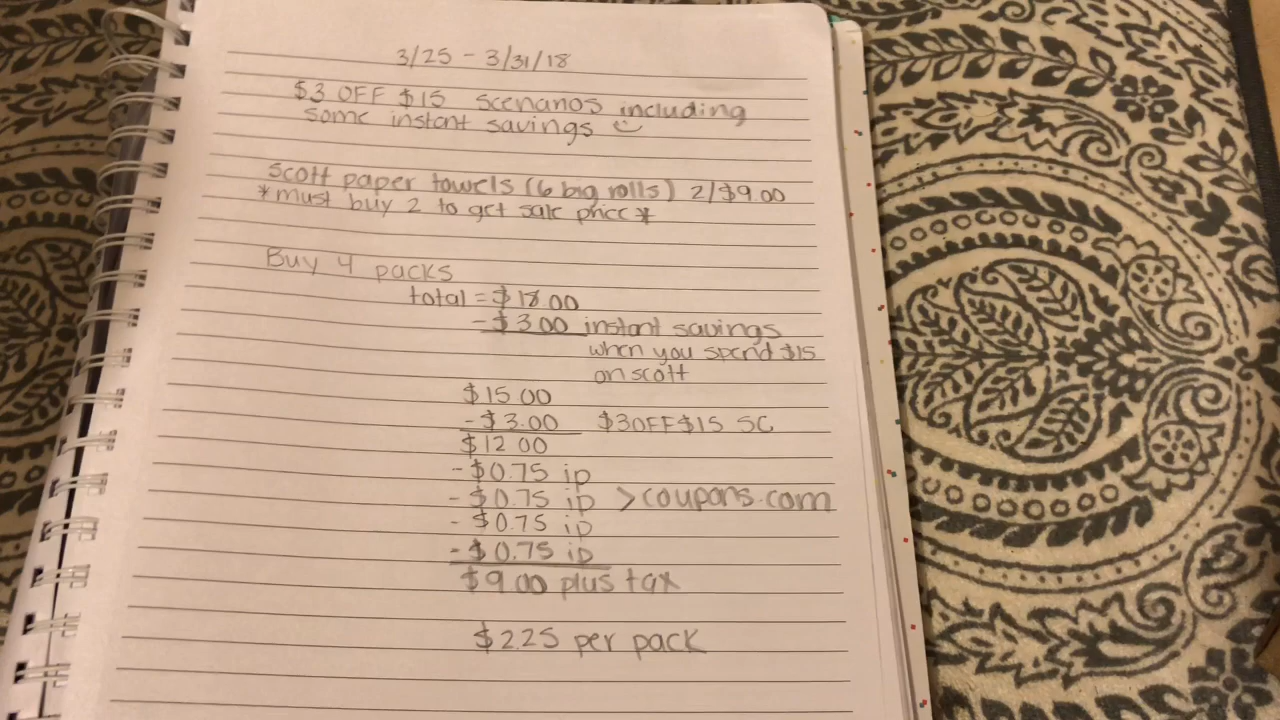 3/25 - 3/31/18
$3 OFF $15 scenarios including
some instant savings
Scott paper towels (6 big rolls) 2/$9.00
*must buy 2 to get sale price*
Buy 4 packs
total = $18.00
- $3.00 instant savings
when you spend $15
on scott
$15.00
- $3.00 $3OFF$15 SC
$12.00
- $0.75 ip
- $0.75 ip >coupons.com
- $0.75 ip
- $0.75 ip
$9.00 plus tax
$2.25 per pack